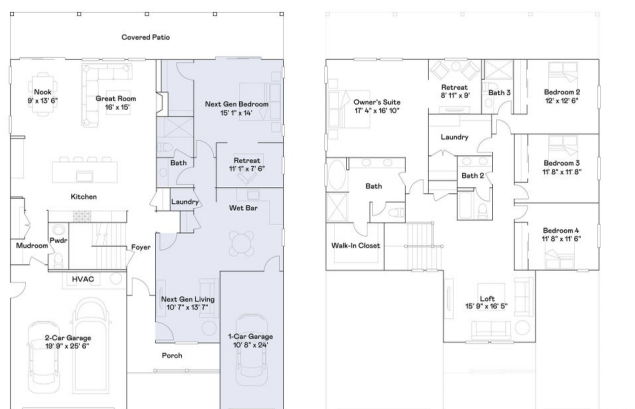 Covered Patio
Nook
9' x 13' 6"
Great Room
16' x 15'
Next Gen Bedroom
15' 1" x 14'
Retreat
11' 1" x 7' 6"
Bath
Kitchen
Laundry
Wet Bar
Mudroom
Pwdr
Foyer
HVAC
Next Gen Living
10' 7" x 13' 7"
2-Car Garage
19' 9" x 25' 6"
1-Car Garage
10' 8" x 24'
Porch
Owner's Suite
17' 4" x 16' 10"
Retreat
8' 11" x 9'
Bath 3
Bedroom 2
12' x 12' 6"
Laundry
Bath
Bath 2
Bedroom 3
11' 8" x 11' 8"
Walk-In Closet
Bedroom 4
11' 8" x 11' 6"
Loft
15' 9" x 16' 5"